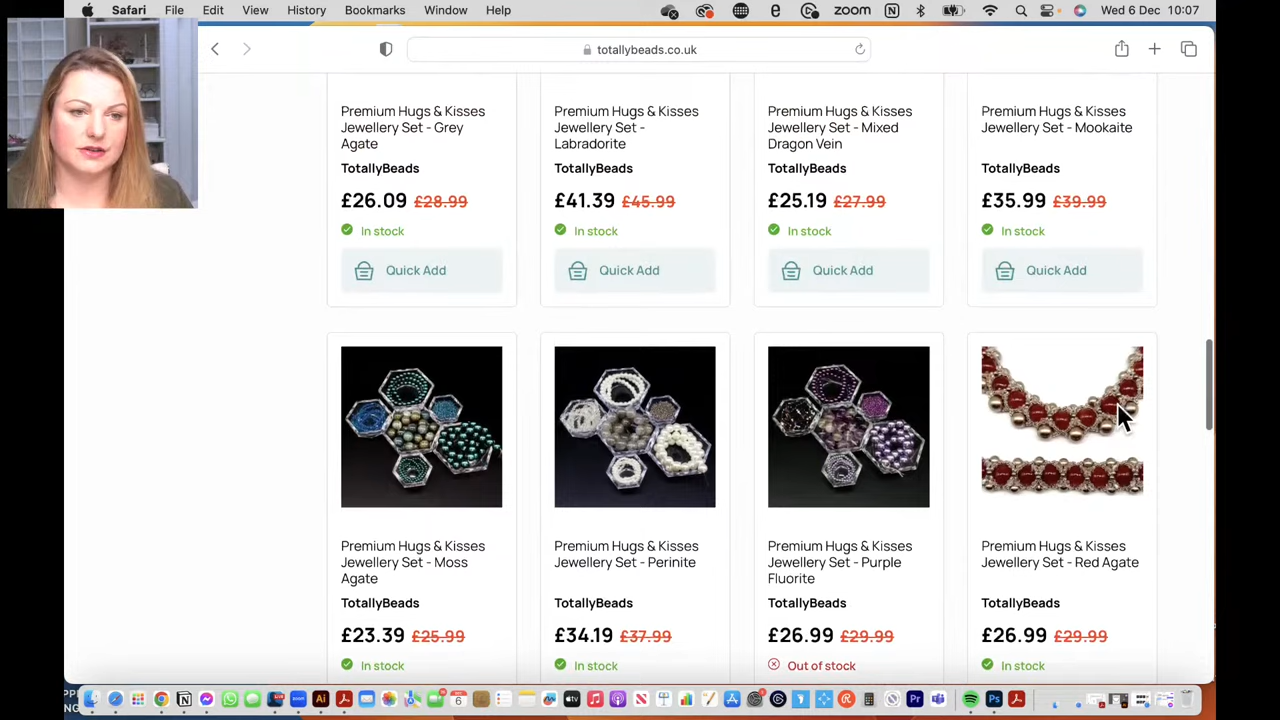 Safari File Edit View History Bookmarks Window Help zoom Wed 6 Dec 10:07
totallybeads.co.uk
Premium Hugs & Kisses Jewellery Set - Grey Agate
TotallyBeads
£26.09 £28.99
In stock
Quick Add
Premium Hugs & Kisses Jewellery Set - Labradorite
TotallyBeads
£41.39 £45.99
In stock
Quick Add
Premium Hugs & Kisses Jewellery Set - Mixed Dragon Vein
TotallyBeads
£25.19 £27.99
In stock
Quick Add
Premium Hugs & Kisses Jewellery Set - Mookaite
TotallyBeads
£35.99 £39.99
In stock
Quick Add
Premium Hugs & Kisses Jewellery Set - Moss Agate
TotallyBeads
£23.39 £25.99
In stock
Premium Hugs & Kisses Jewellery Set - Perinite
TotallyBeads
£34.19 £37.99
In stock
Premium Hugs & Kisses Jewellery Set - Purple Fluorite
TotallyBeads
£26.99 £29.99
Out of stock
Premium Hugs & Kisses Jewellery Set - Red Agate
TotallyBeads
£26.99 £29.99
In stock